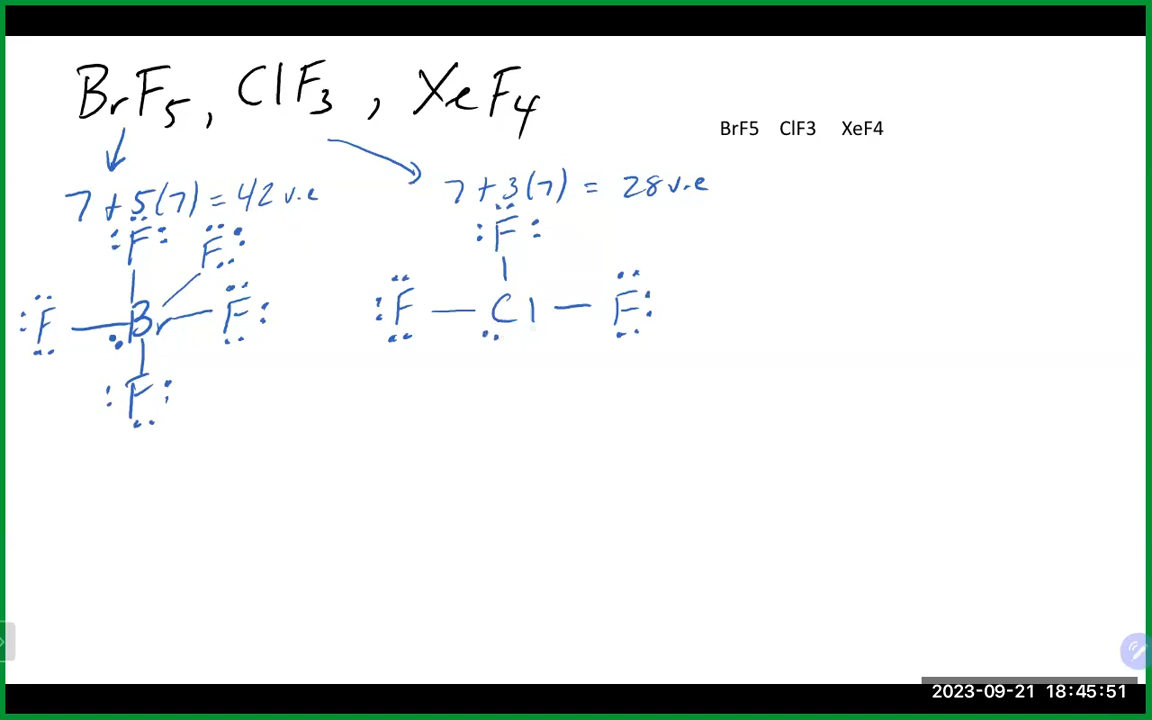 BrF5, ClF3, XeF4
BrF5 ClF3 XeF4
7+5(7)=42 v.e
7+3(7) = 28 v.e
F F
F Br F
F
F
F Cl F
2023-09-21 18:45:51